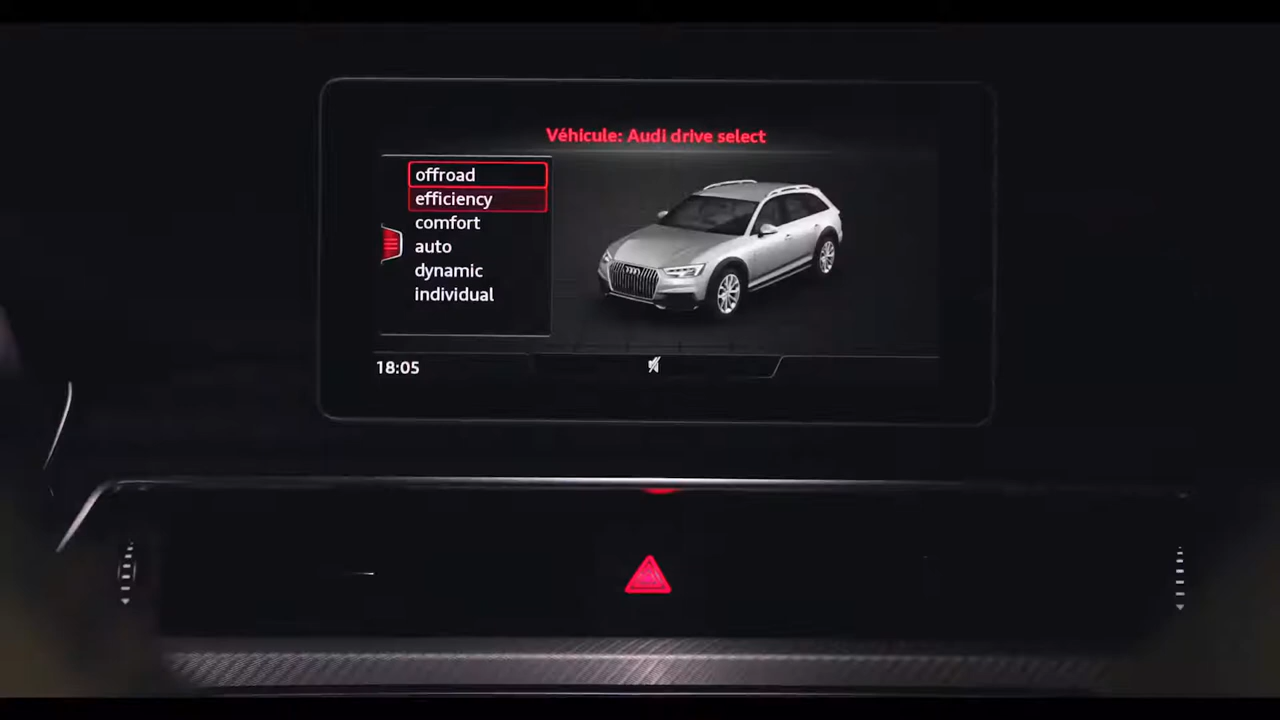 Véhicule: Audi drive select
offroad
efficiency
comfort
auto
dynamic
individual
18:05